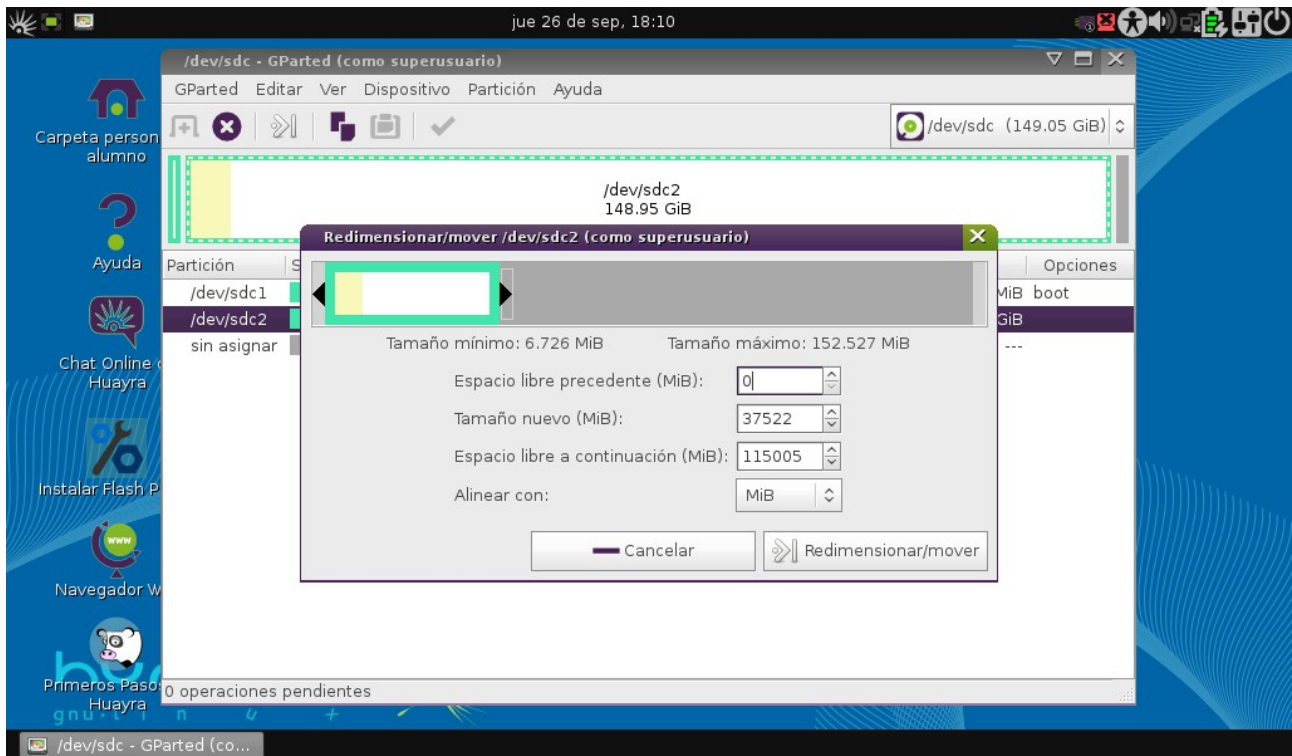 jue 26 de sep, 18:10
/dev/sdc - GParted (como superusuario)
GParted Editar Ver Dispositivo Partición Ayuda
/dev/sdc (149.05 GiB)
Carpeta person
alumno
/dev/sdc2
148.95 GiB
Redimensionar/mover /dev/sdc2 (como superusuario)
Ayuda
Partición S Opciones
/dev/sdc1 MiB boot
/dev/sdc2 GiB
sin asignar ---
Tamaño mínimo: 6.726 MiB Tamaño máximo: 152.527 MiB
Chat Online
Huayra
Espacio libre precedente (MiB): 0
Tamaño nuevo (MiB): 37522
Espacio libre a continuación (MiB): 115005
Instalar Flash P
Alinear con: MiB
Cancelar Redimensionar/mover
www
Navegador W
Primeros Paso
Huayra
0 operaciones pendientes
/dev/sdc - GParted (co...